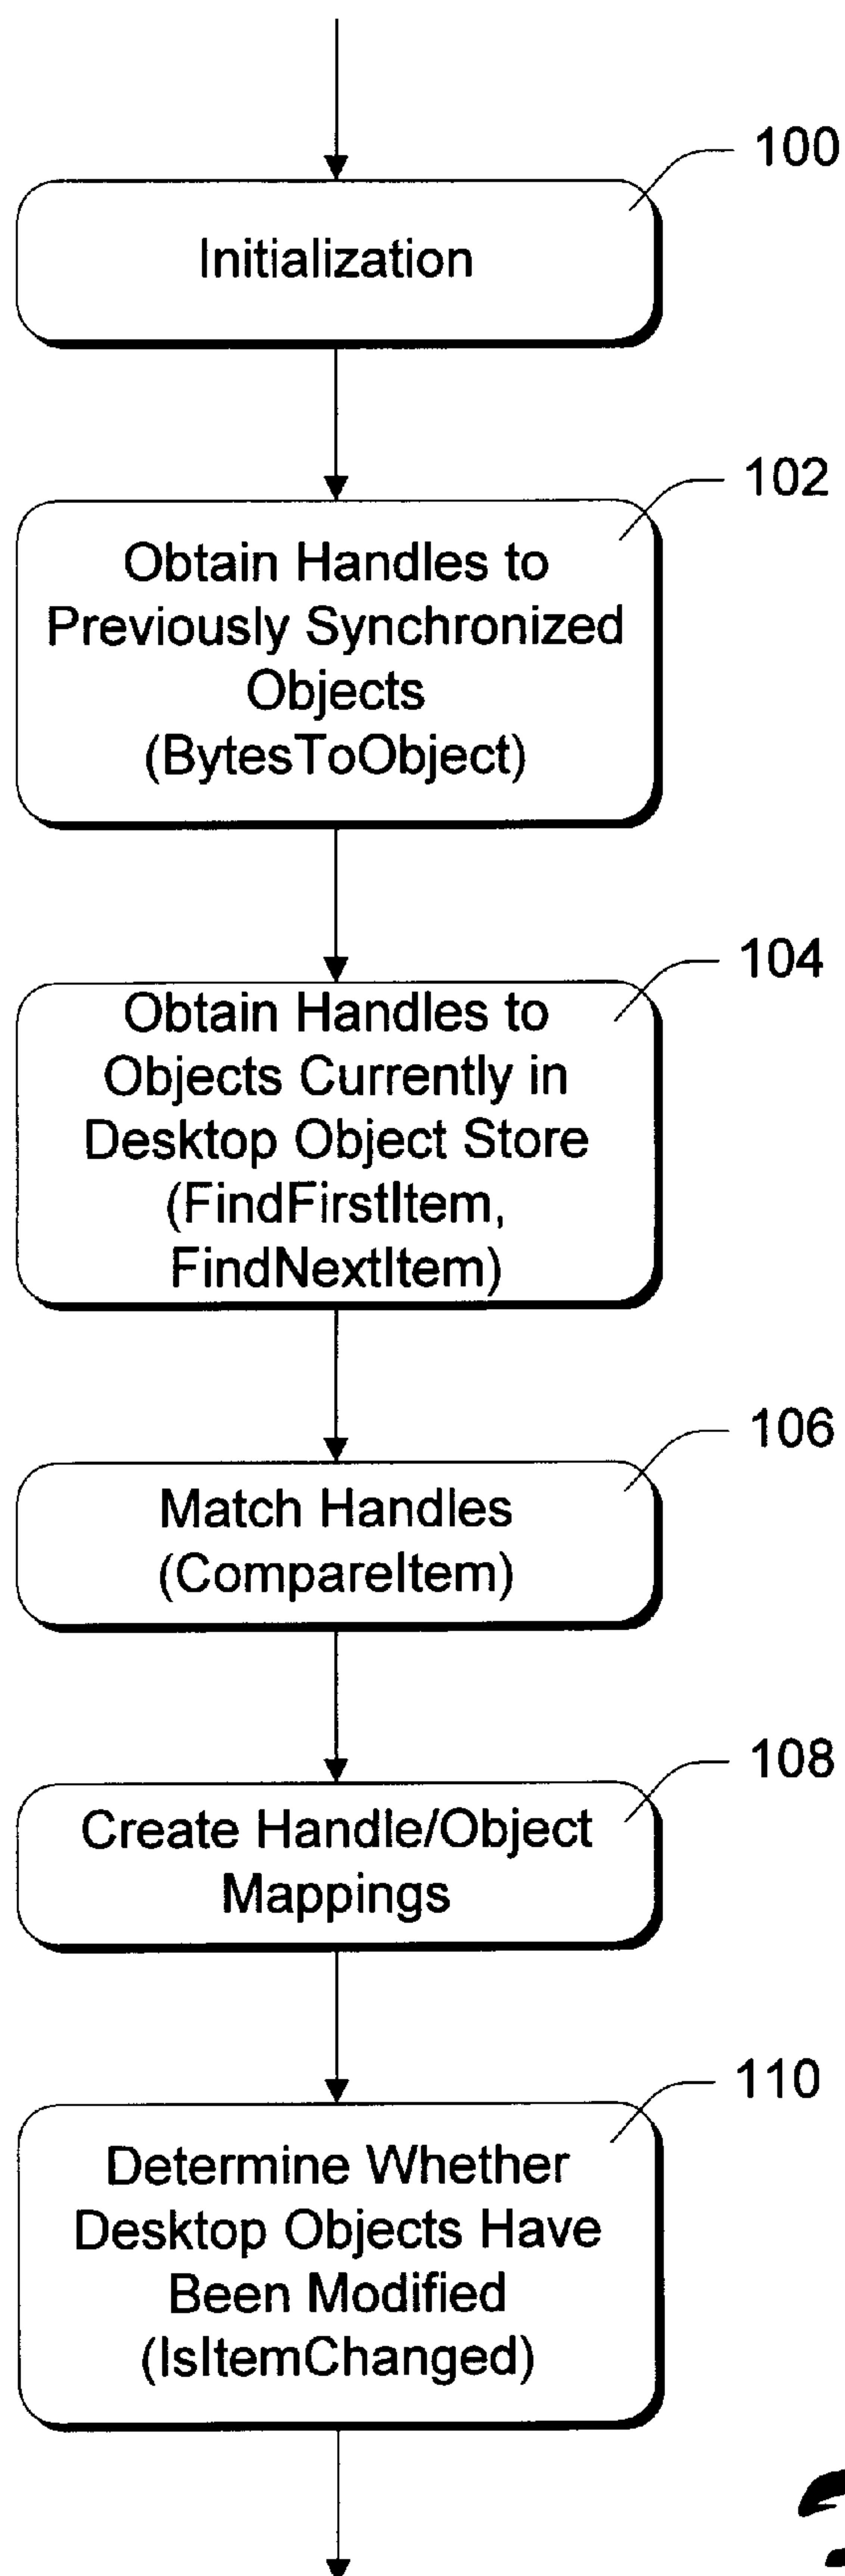 100
Initialization
102
Obtain Handles to
Previously Synchronized
Objects
(BytesToObject)
104
Obtain Handles to
Objects Currently in
Desktop Object Store
(FindFirstItem,
FindNextItem)
106
Match Handles
(CompareItem)
108
Create Handle/Object
Mappings
110
Determine Whether
Desktop Objects Have
Been Modified
(IsItemChanged)